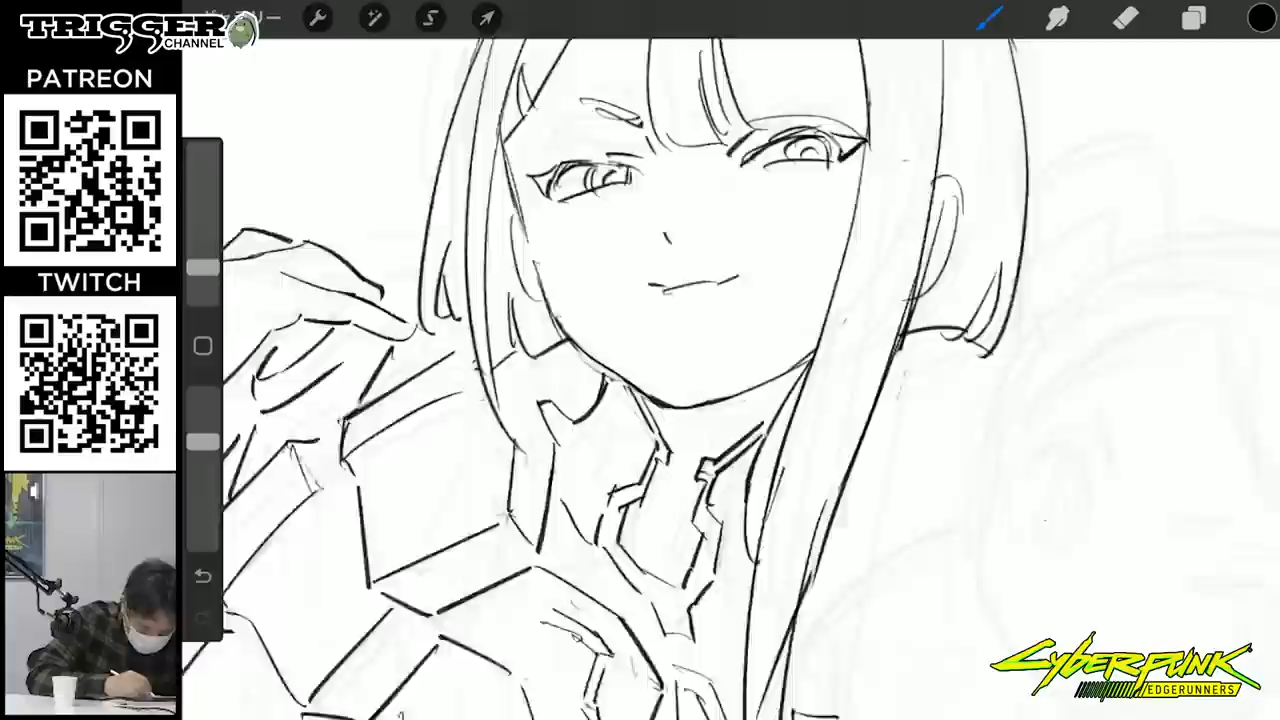 TRIGGER
CHANNEL
PATREON
TWITCH
CYBERPUNK
EDGERUNNERS